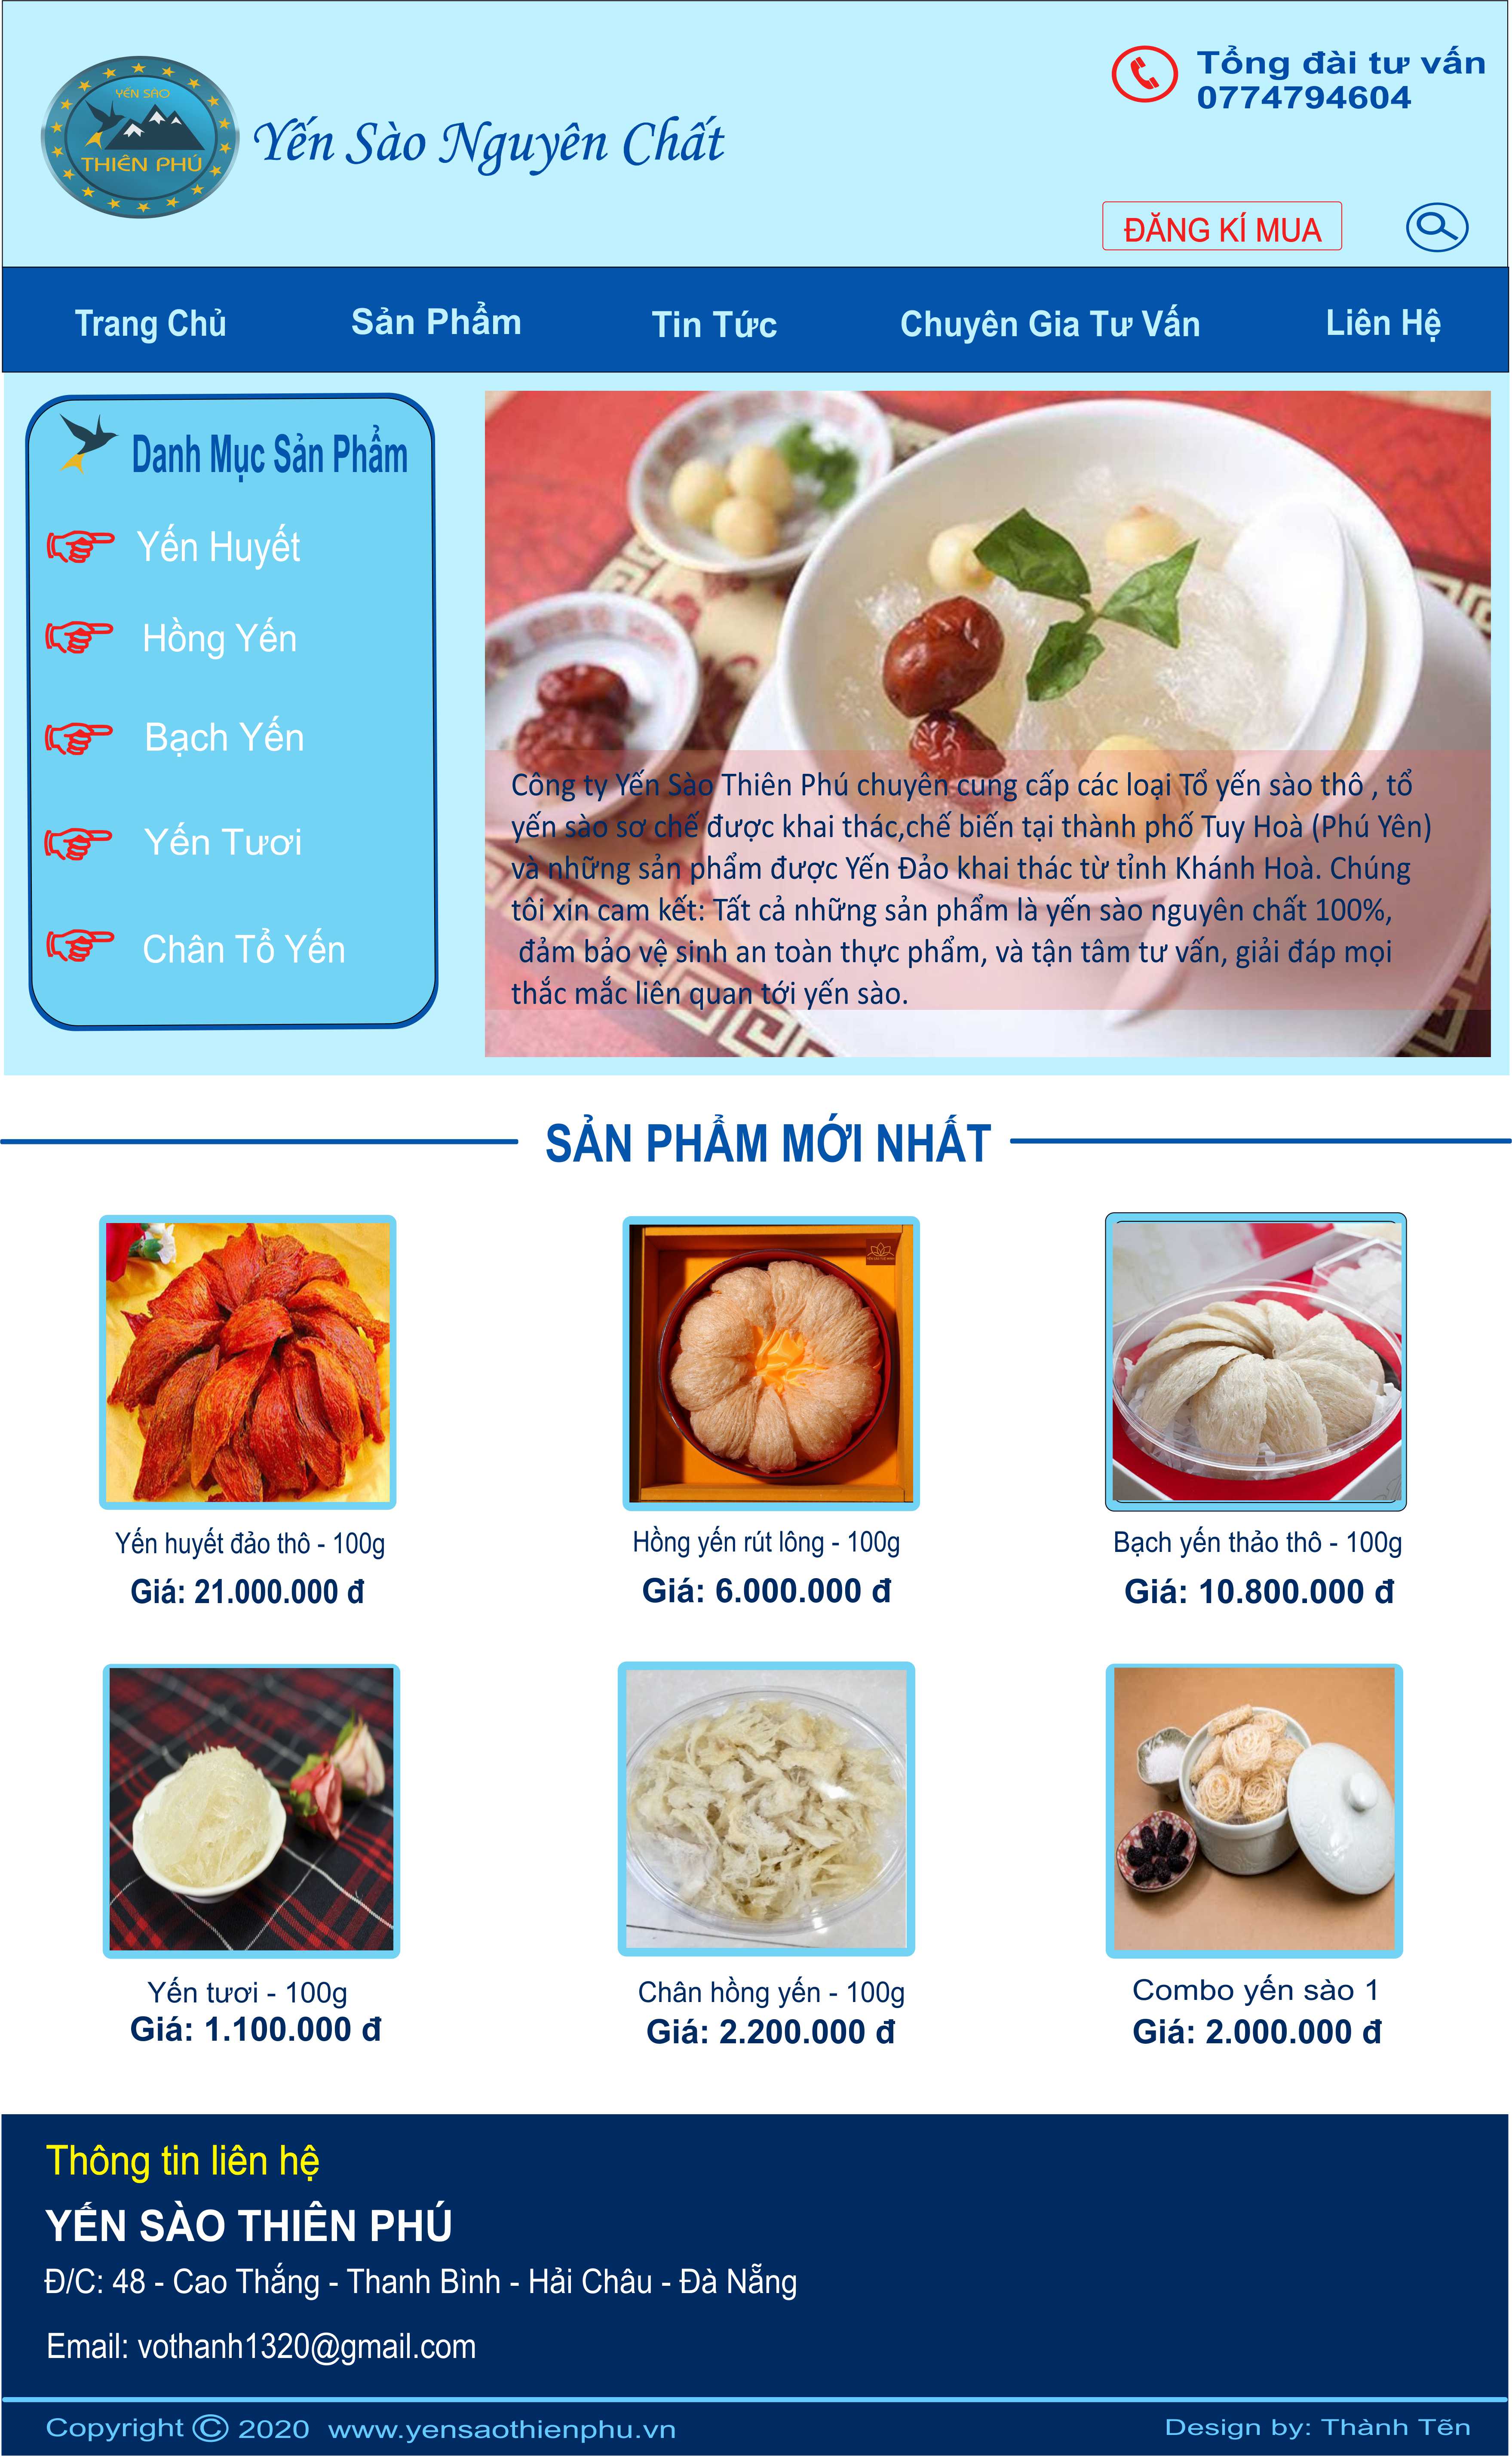 Tổng đài tư vấn
0774794604
YẾN SÀO
THIÊN PHÚ
Yến Sào Nguyên Chất
ĐĂNG KÍ MUA
Trang Chủ
Sản Phẩm
Tin Tức
Chuyên Gia Tư Vấn
Liên Hệ
Danh Mục Sản Phẩm
Yến Huyết
Hồng Yến
Bạch Yến
Yến Tươi
Chân Tổ Yến
Công ty Yến Sào Thiên Phú chuyên cung cấp các loại Tổ yến sào thô , tổ
yến sào sơ chế được khai thác,chế biến tại thành phố Tuy Hoà (Phú Yên)
và những sản phẩm được Yến Đảo khai thác từ tỉnh Khánh Hoà. Chúng
tôi xin cam kết: Tất cả những sản phẩm là yến sào nguyên chất 100%,
đảm bảo vệ sinh an toàn thực phẩm, và tận tâm tư vấn, giải đáp mọi
thắc mắc liên quan tới yến sào.
SẢN PHẨM MỚI NHẤT
Yến huyết đảo thô - 100g
Giá: 21.000.000 đ
Hồng yến rút lông - 100g
Giá: 6.000.000 đ
Bạch yến thảo thô - 100g
Giá: 10.800.000 đ
Yến tươi - 100g
Giá: 1.100.000 đ
Chân hồng yến - 100g
Giá: 2.200.000 đ
Combo yến sào 1
Giá: 2.000.000 đ
Thông tin liên hệ
YẾN SÀO THIÊN PHÚ
Đ/C: 48 - Cao Thắng - Thanh Bình - Hải Châu - Đà Nẵng
Email: vothanh1320@gmail.com
Copyright © 2020 www.yensaothienphu.vn
Design by: Thành Tẽn